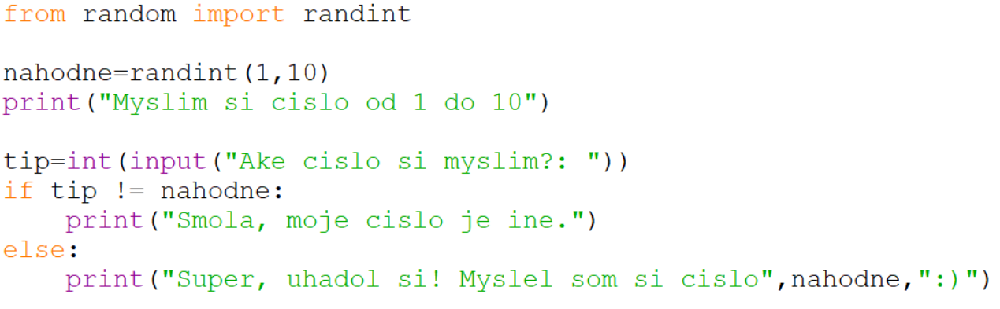 from random import randint
nahodne=randint(1,10)
print("Myslim si cislo od 1 do 10")
tip=int(input("Ake cislo si myslim?: "))
if tip != nahodne:
    print("Smola, moje cislo je ine.")
else:
    print("Super, uhadol si! Myslel som si cislo",nahodne,":)")